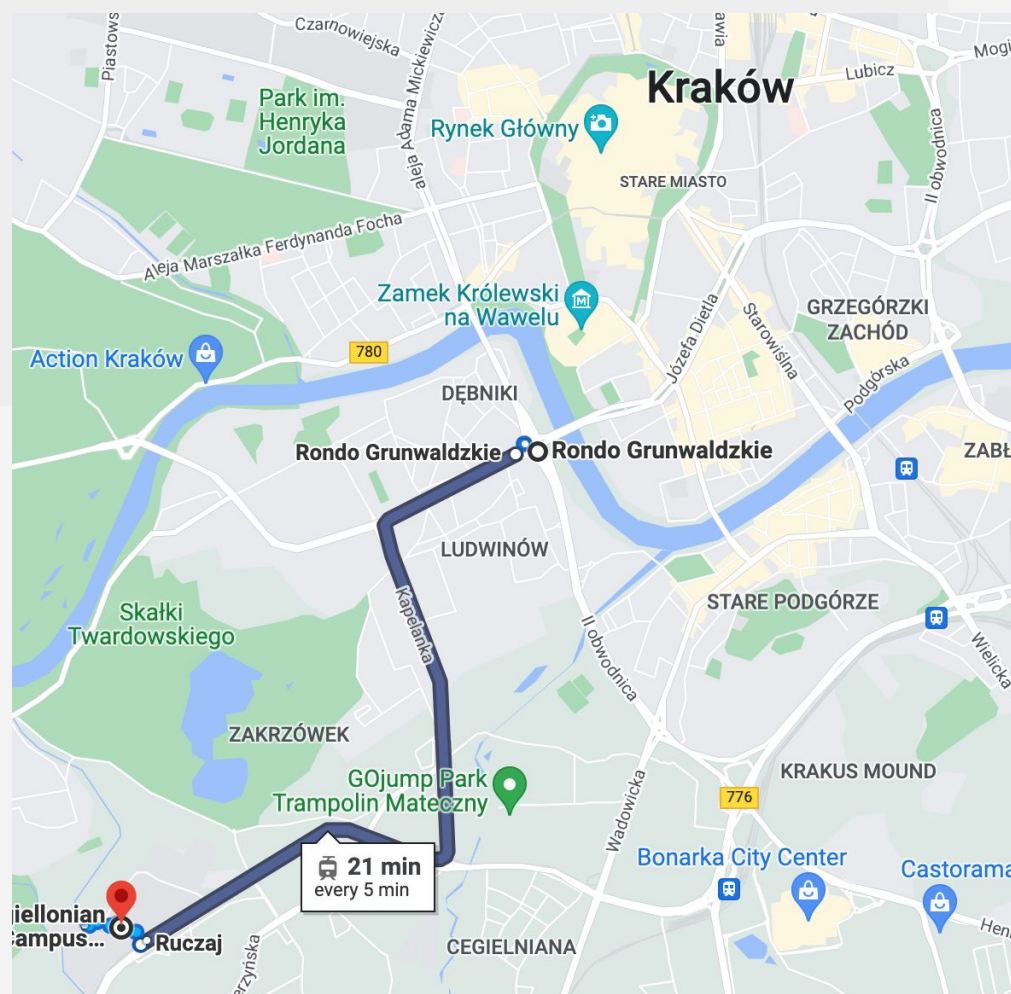 Czarnowiejska
Piastows
aleja Adama Mickiewicza
Park im.
Henryka
Jordana
Kraków
Lubicz
Mogi
II obwodnica
Rynek Główny
STARE MIASTO
Aleja Marszałka Ferdynanda Focha
Zamek Królewski
na Wawelu
Józefa Dietla
Starowiślna
GRZEGÓRZKI
ZACHÓD
Podgórska
Action Kraków
780
DĘBNIKI
Rondo Grunwaldzkie
Rondo Grunwaldzkie
ZABŁ
LUDWINÓW
Kapelanka
STARE PODGÓRZE
II obwodnica
Wielicka
Skałki
Twardowskiego
ZAKRZÓWEK
GOjump Park
Trampolin Mateczny
KRAKUS MOUND
Wadowicka
776
21 min
every 5 min
Bonarka City Center
Castorama
Henr
giellonian
Campus...
Ruczaj
erzyńska
CEGIELNIANA